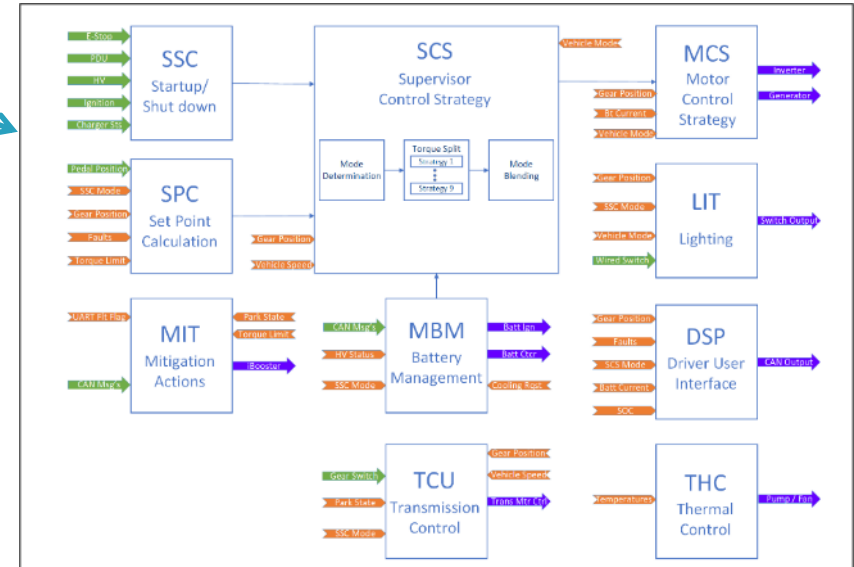 E-Stop
PDU
HV
Ignition
Charger Sts
SSC
Startup/
Shut down
SCS
Supervisor
Control Strategy
Vehicle Mode
Mode
Determination
Torque Split
Strategy 1
Strategy 9
Mode
Blending
Gear Position
Vehicle Speed
Gear Position
Bt Current
Vehicle Mode
MCS
Motor
Control
Strategy
Inverter
Generator
Pedal Position
SSC Mode
Gear Position
Faults
Torque Limit
SPC
Set Point
Calculation
Gear Position
SSC Mode
Vehicle Mode
Wired Switch
LIT
Lighting
Switch Output
UART Flt Flag
CAN Msg's
MIT
Mitigation
Actions
Park State
Torque Limit
iBooster
CAN Msg's
HV Status
SSC Mode
MBM
Battery
Management
Batt Ign
Batt Ctcr
Cooling Rqst
Gear Position
Faults
SCS Mode
Batt Current
SOC
DSP
Driver User
Interface
CAN Output
Gear Switch
Park State
SSC Mode
TCU
Transmission
Control
Gear Position
Vehicle Speed
Trans Mtr
Temperatures
THC
Thermal
Control
Pump / Fan